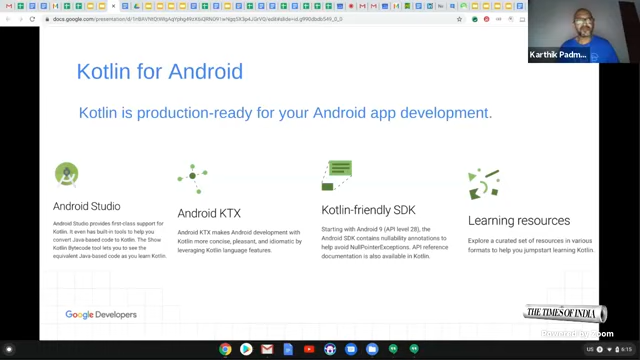 docs.google.com
Karthik Padm...
Kotlin for Android
Kotlin is production-ready for your Android app development.
Android Studio
Android Studio provides first-class support for
Kotlin. It even has built-in tools to help you
convert Java-based code to Kotlin. The Show
Kotlin Bytecode tool lets you to see the
equivalent Java-based code as you learn Kotlin.
Android KTX
Android KTX makes Android development with
Kotlin more concise, pleasant, and idiomatic by
leveraging Kotlin language features.
Kotlin-friendly SDK
Starting with Android 9 (API level 28), the
Android SDK contains nullability annotations to
help avoid NullPointerExceptions. API reference
documentation is also available in Kotlin.
Learning resources
Explore a curated set of resources in various
formats to help you jumpstart learning Kotlin.
Google Developers
THE TIMES OF INDIA
Powered by Zoom
US
6:15